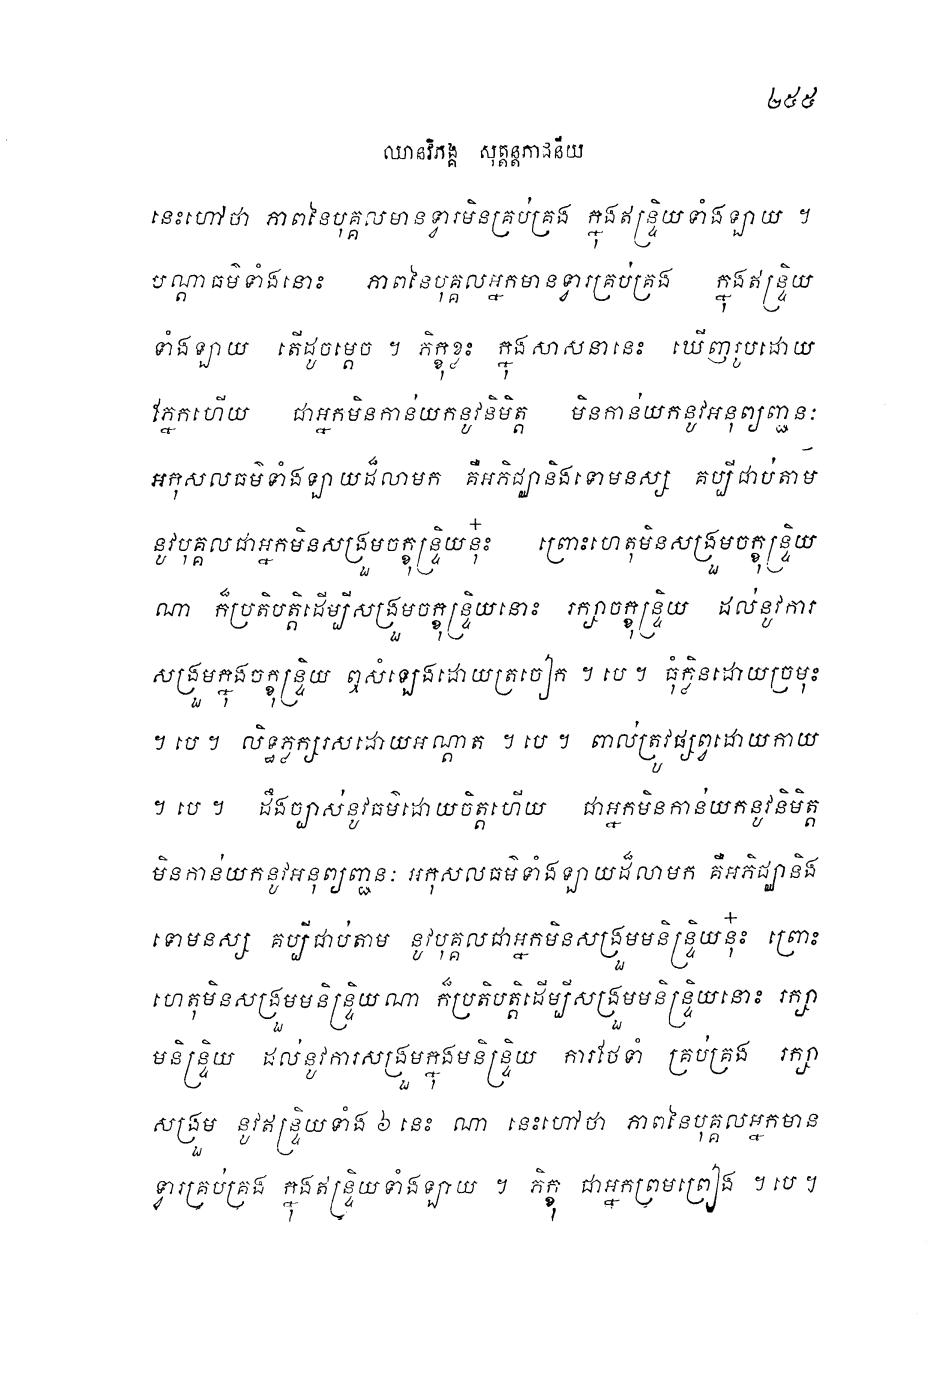 ២៥៥
ឈានវិភង្គ សុត្តន្តភាជនីយ
នេះហៅថា ភាពនៃបុគ្គលមានទ្វារមិនគ្រប់គ្រង ក្នុងឥន្ទ្រិយទាំងឡាយ ។
បណ្តាធម៌ទាំងនោះ ភាពនៃបុគ្គលអ្នកមានទ្វារគ្រប់គ្រង ក្នុងឥន្ទ្រិយ
ទាំងឡាយ តើដូចម្តេច ។ ភិក្ខុខ្លះ ក្នុងសាសនានេះ ឃើញរូបដោយ
ភ្នែកហើយ ជាអ្នកមិនកាន់យកនូវនិមិត្ត មិនកាន់យកនូវអនុព្យញ្ជនៈ
អកុសលធម៌ទាំងឡាយដ៏លាមក គឺអភិជ្ឈានិងទោមនស្ស គប្បីជាប់តាម
នូវបុគ្គលជាអ្នកមិនសង្រួមចក្ខុន្ទ្រិយនុ៎ះ ព្រោះហេតុមិនសង្រួមចក្ខុន្ទ្រិយ
ណា ក៏ប្រតិបត្តិដើម្បីសង្រួមចក្ខុន្ទ្រិយនោះ រក្សាចក្ខុន្ទ្រិយ ដល់នូវការ
សង្រួមក្នុងចក្ខុន្ទ្រិយ ឮសំឡេងដោយត្រចៀក ។ បេ ។ ធុំក្លិនដោយច្រមុះ
។ បេ ។ លិទ្ធភ្លក្សរសដោយអណ្តាត ។ បេ ។ ពាល់ត្រូវផ្សព្វដោយកាយ
។ បេ ។ ដឹងច្បាស់នូវធម៌ដោយចិត្តហើយ ជាអ្នកមិនកាន់យកនូវនិមិត្ត
មិនកាន់យកនូវអនុព្យញ្ជនៈ អកុសលធម៌ទាំងឡាយដ៏លាមក គឺអភិជ្ឈានិង
ទោមនស្ស គប្បីជាប់តាម នូវបុគ្គលជាអ្នកមិនសង្រួមមនិន្ទ្រិយនុ៎ះ ព្រោះ
ហេតុមិនសង្រួមមនិន្ទ្រិយណា ក៏ប្រតិបត្តិដើម្បីសង្រួមមនិន្ទ្រិយនោះ រក្សា
មនិន្ទ្រិយ ដល់នូវការសង្រួមក្នុងមនិន្ទ្រិយ ការថែទាំ គ្រប់គ្រង រក្សា
សង្រួម នូវឥន្ទ្រិយទាំង ៦ នេះ ណា នេះហៅថា ភាពនៃបុគ្គលអ្នកមាន
ទ្វារគ្រប់គ្រង ក្នុងឥន្ទ្រិយទាំងឡាយ ។ ភិក្ខុ ជាអ្នកព្រមព្រៀង ។ បេ ។